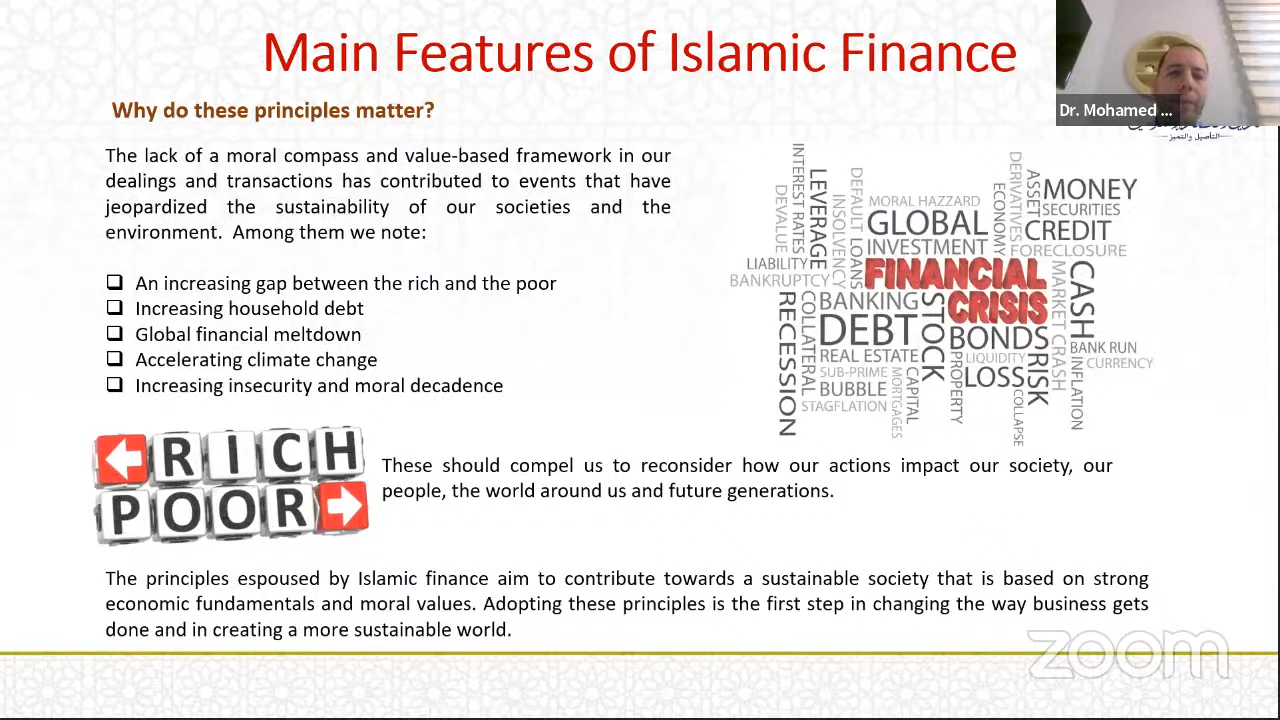 Main Features of Islamic Finance
Dr. Mohamed ...
التأصيل والتميز
Why do these principles matter?
The lack of a moral compass and value-based framework in our
dealings and transactions has contributed to events that have
jeopardized the sustainability of our societies and the
environment. Among them we note:
An increasing gap between the rich and the poor
Increasing household debt
Global financial meltdown
Accelerating climate change
Increasing insecurity and moral decadence
INTEREST RATES
LEVERAGE
DEVALUE
INSOLVENCY
DEFAULT
LOANS
MORAL HAZZARD
GLOBAL
INVESTMENT
ECONOMY
DERIVATIVES
ASSET
MONEY
SECURITIES
CREDIT
FORECLOSURE
LIABILITY
BANKRUPTCY
FINANCIAL
CRISIS
RECESSION
COLLATERAL
BANKING
DEBT
REAL ESTATE
SUB-PRIME
BUBBLE
STAGFLATION
MORTGAGES
CAPITAL
STOCK
BONDS
LIQUIDITY
LOSS
PROPERTY
COLLAPSE
RISK
MARKET CRASH
CASH
BANK RUN
CURRENCY
INFLATION
RICH
POOR
These should compel us to reconsider how our actions impact our society, our
people, the world around us and future generations.
The principles espoused by Islamic finance aim to contribute towards a sustainable society that is based on strong
economic fundamentals and moral values. Adopting these principles is the first step in changing the way business gets
done and in creating a more sustainable world.
zoom